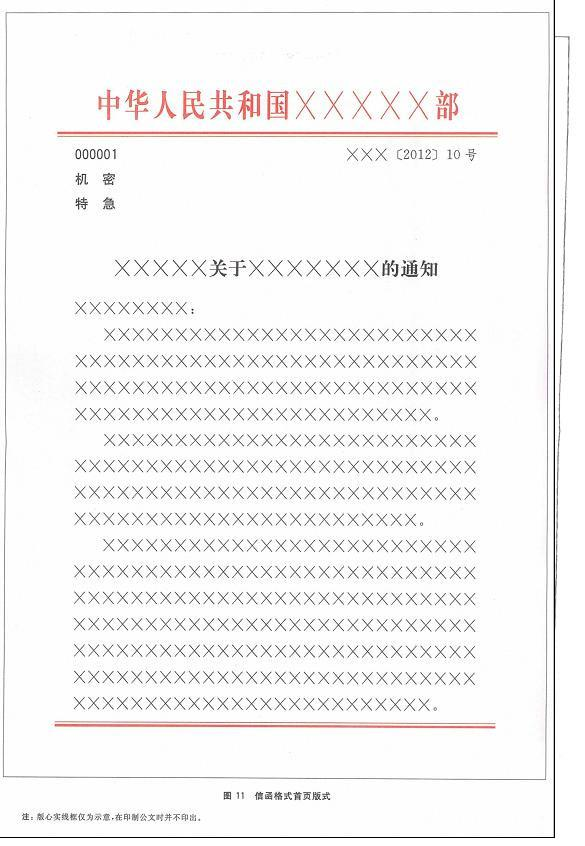 中华人民共和国×××××部
000001 ×××〔2012〕10号
机 密
特 急
×××××关于×××××××的通知
××××××××：
××××××××××××××××××××××××××
××××××××××××××××××××××××××××
××××××××××××××××××××××××××××
×××××××××××××××××××××××××。
××××××××××××××××××××××××××
××××××××××××××××××××××××××××
××××××××××××××××××××××××××××
××××××××××××××××××××××××。
××××××××××××××××××××××××××
××××××××××××××××××××××××××××
××××××××××××××××××××××××××××
××××××××××××××××××××××××××××
××××××××××××××××××××××××××××
××××××××××××××××××××××××××××
×××××××××××××××××××××××××。
图 11 信函格式首页版式
注：版心实线框仅为示意，在印制公文时并不印出。